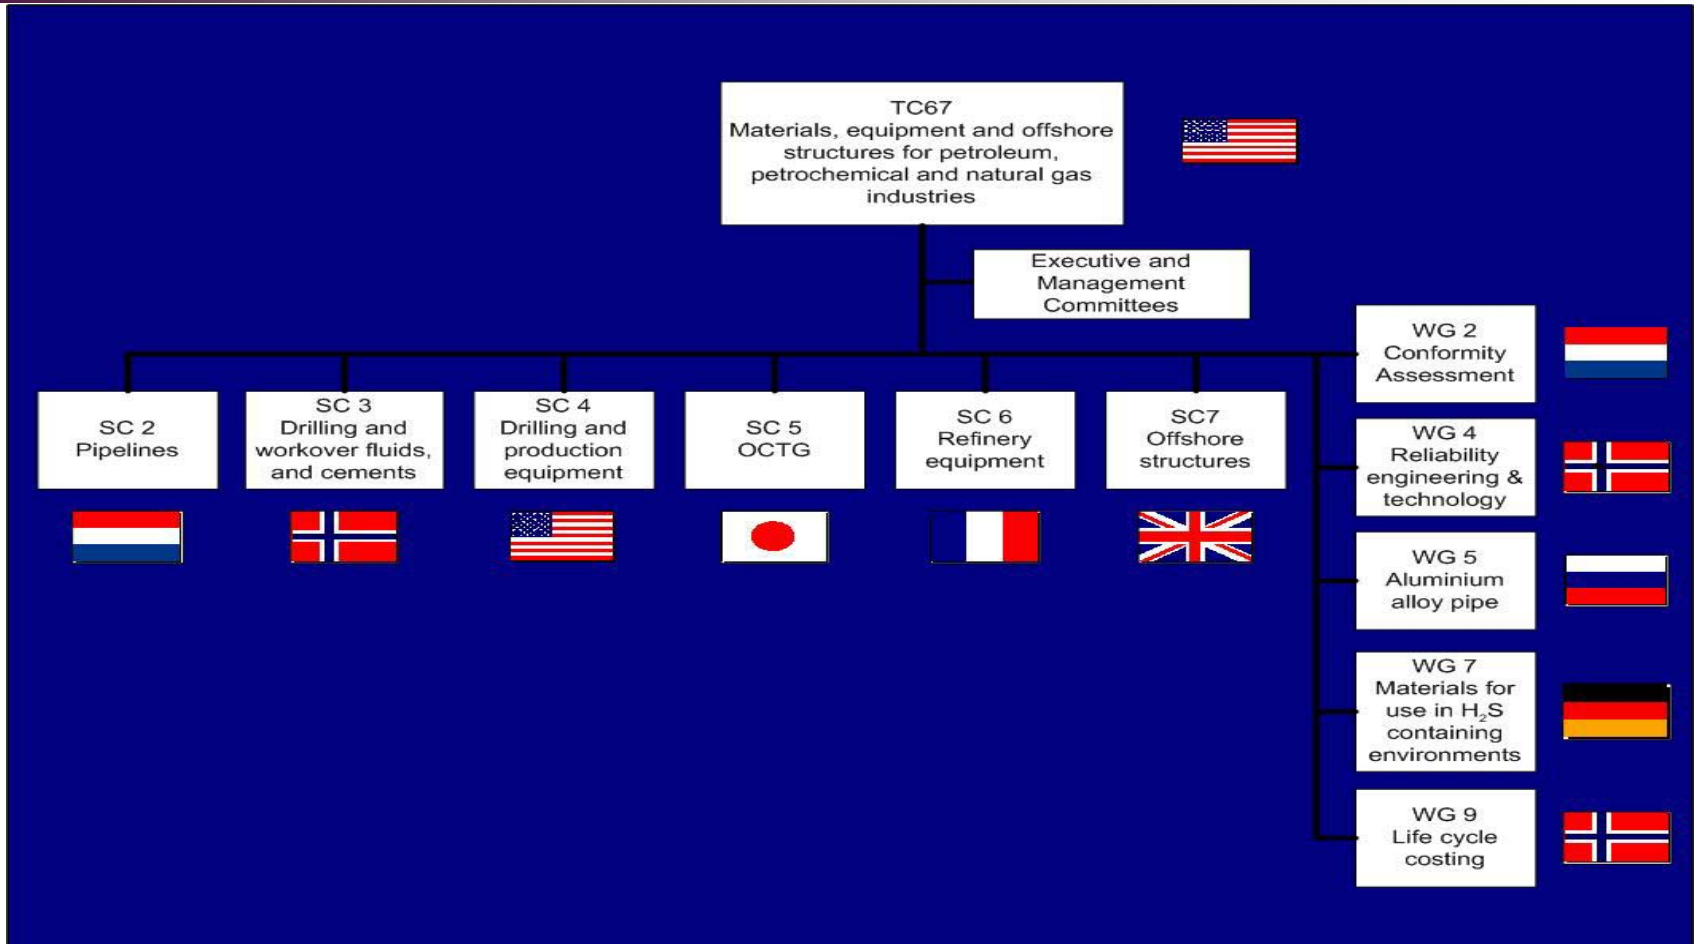 TC67
Materials, equipment and offshore
structures for petroleum,
petrochemical and natural gas
industries
Executive and
Management
Committees
SC 2
Pipelines
SC 3
Drilling and
workover fluids,
and cements
SC 4
Drilling and
production
equipment
SC 5
OCTG
SC 6
Refinery
equipment
SC7
Offshore
structures
WG 2
Conformity
Assessment
WG 4
Reliability
engineering &
technology
WG 5
Aluminium
alloy pipe
WG 7
Materials for
use in H₂S
containing
environments
WG 9
Life cycle
costing